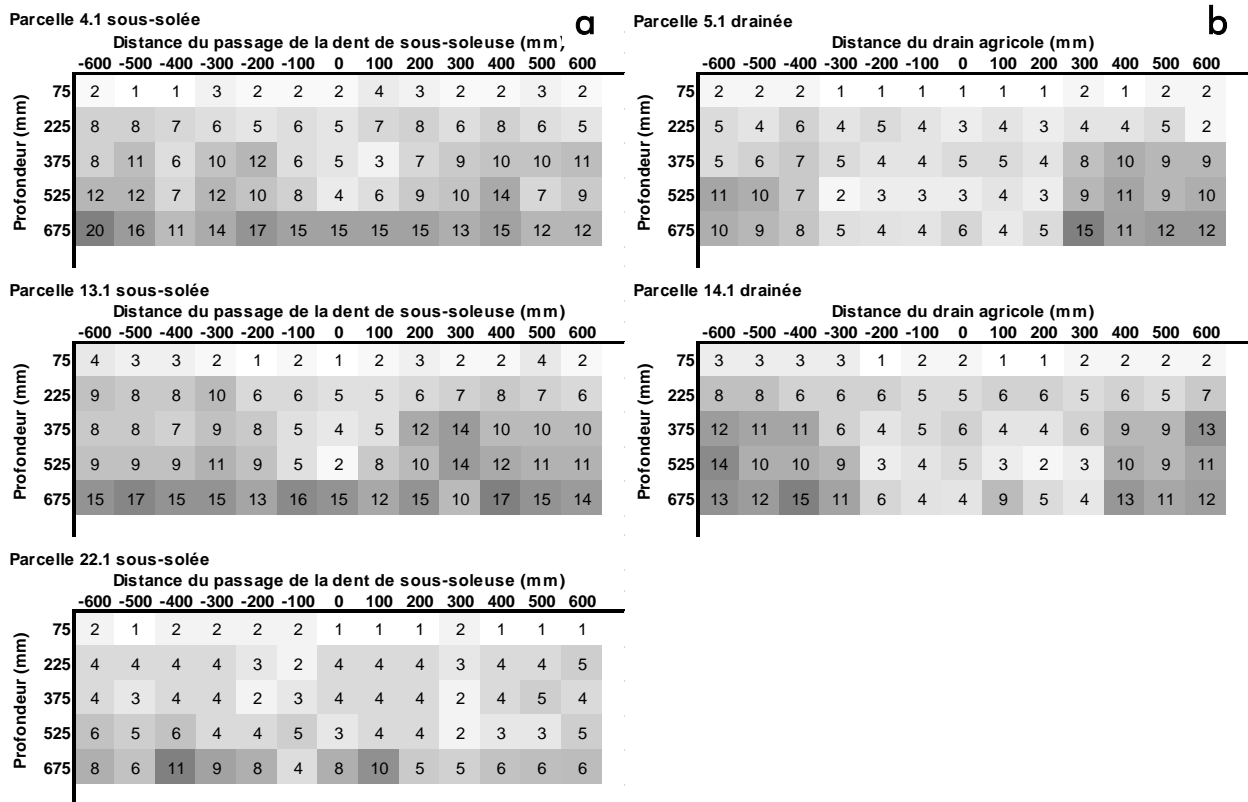 Parcelle 4.1 sous-solée
a
Distance du passage de la dent de sous-soleuse (mm)
-600 -500 -400 -300 -200 -100 0 100 200 300 400 500 600
Profondeur (mm)
75 2 1 1 3 2 2 2 4 3 2 2 3 2
225 8 8 7 6 5 6 5 7 8 6 8 6 5
375 8 11 6 10 12 6 5 3 7 9 10 10 11
525 12 12 7 12 10 8 4 6 9 10 14 7 9
675 20 16 11 14 17 15 15 15 15 13 15 12 12
Parcelle 13.1 sous-solée
Distance du passage de la dent de sous-soleuse (mm)
-600 -500 -400 -300 -200 -100 0 100 200 300 400 500 600
Profondeur (mm)
75 4 3 3 2 1 2 1 2 3 2 2 4 2
225 9 8 8 10 6 6 5 5 6 7 8 7 6
375 8 8 7 9 8 5 4 5 12 14 10 10 10
525 9 9 9 11 9 5 2 8 10 14 12 11 11
675 15 17 15 15 13 16 15 12 15 10 17 15 14
Parcelle 22.1 sous-solée
Distance du passage de la dent de sous-soleuse (mm)
-600 -500 -400 -300 -200 -100 0 100 200 300 400 500 600
Profondeur (mm)
75 2 1 2 2 2 2 1 1 1 2 1 1 1
225 4 4 4 4 3 2 4 4 4 3 4 4 5
375 4 3 4 4 2 3 4 4 4 2 4 5 4
525 6 5 6 4 4 5 3 4 4 2 3 3 5
675 8 6 11 9 8 4 8 10 5 5 6 6 6
Parcelle 5.1 drainée
b
Distance du drain agricole (mm)
-600 -500 -400 -300 -200 -100 0 100 200 300 400 500 600
Profondeur (mm)
75 2 2 2 1 1 1 1 1 1 2 1 2 2
225 5 4 6 4 5 4 3 4 3 4 4 5 2
375 5 6 7 5 4 4 5 5 4 8 10 9 9
525 11 10 7 2 3 3 3 4 3 9 11 9 10
675 10 9 8 5 4 4 6 4 5 15 11 12 12
Parcelle 14.1 drainée
Distance du drain agricole (mm)
-600 -500 -400 -300 -200 -100 0 100 200 300 400 500 600
Profondeur (mm)
75 3 3 3 3 1 2 2 1 1 2 2 2 2
225 8 8 6 6 6 5 5 6 6 5 6 5 7
375 12 11 11 6 4 5 6 4 4 6 9 9 13
525 14 10 10 9 3 4 5 3 2 3 10 9 11
675 13 12 15 11 6 4 4 9 5 4 13 11 12